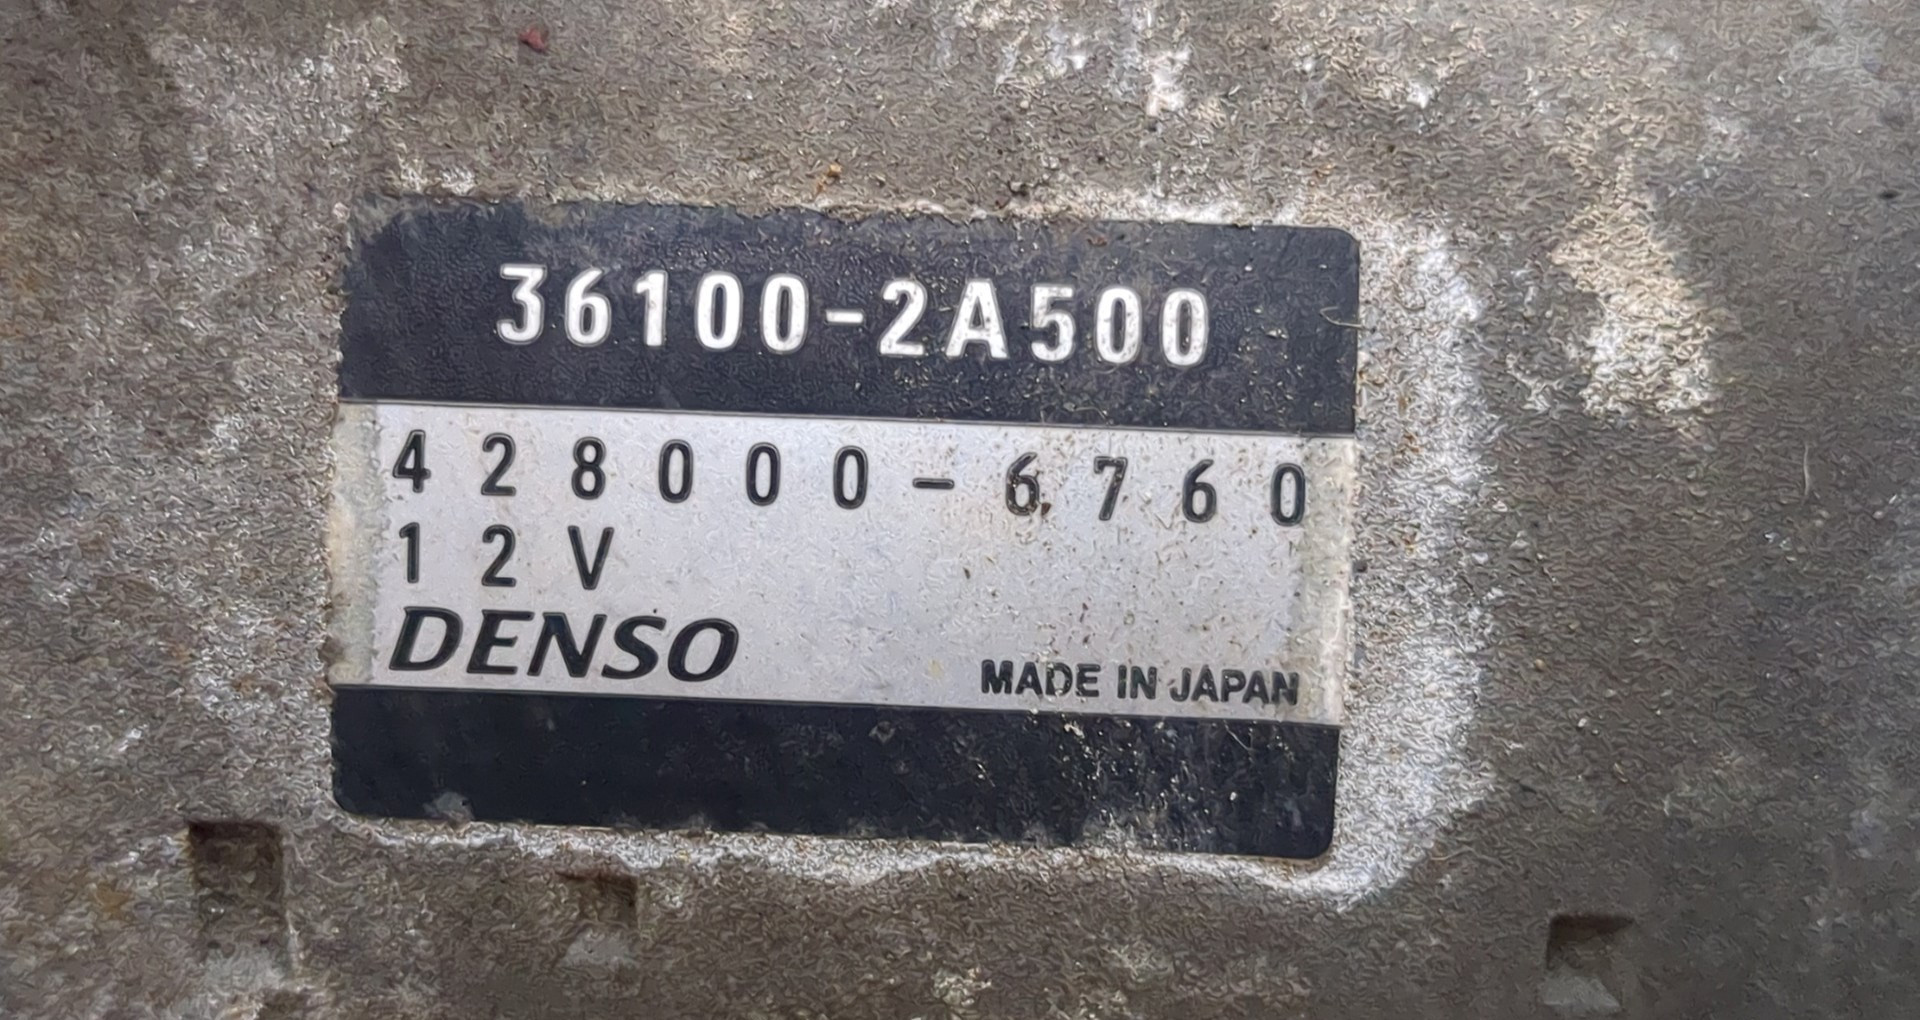 36100-2A500
428000-6760
12V
DENSO
MADE IN JAPAN